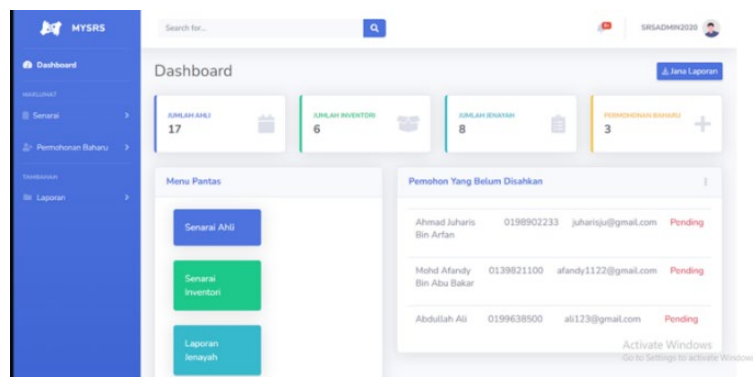 MYSRS
Search for...
SRSADMIN2020
Dashboard
Dashboard
Jana Laporan
MAKLUMAT
Senarai
Permohonan Baharu
TAMBAHAN
Laporan
JUMLAH AHLI
17
JUMLAH INVENTORI
6
JUMLAH JENAYAH
8
PERMOHONAN BAHARU
3
Menu Pantas
Senarai Ahli
Senarai
Inventori
Laporan
Jenayah
Pemohon Yang Belum Disahkan
Ahmad Juharis 0198902233 juharisju@gmail.com Pending
Bin Arfan
Mohd Afandy 0139821100 afandy1122@gmail.com Pending
Bin Abu Bakar
Abdullah Ali 0199638500 ali123@gmail.com Pending
Activate Windows
Go to Settings to activate Windows